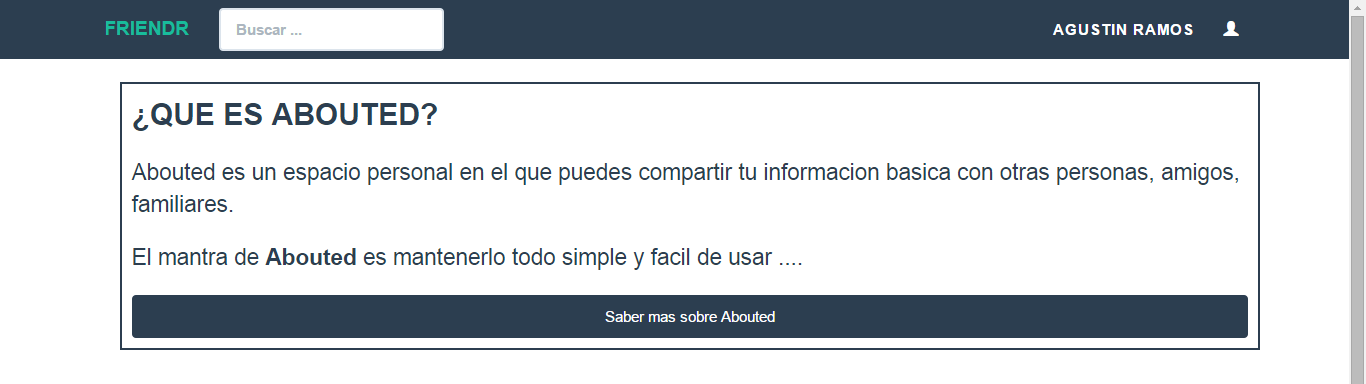 FRIENDR
Buscar ...
AGUSTIN RAMOS
¿QUE ES ABOUTED?
Abouted es un espacio personal en el que puedes compartir tu informacion basica con otras personas, amigos,
familiares.
El mantra de Abouted es mantenerlo todo simple y facil de usar ....
Saber mas sobre Abouted